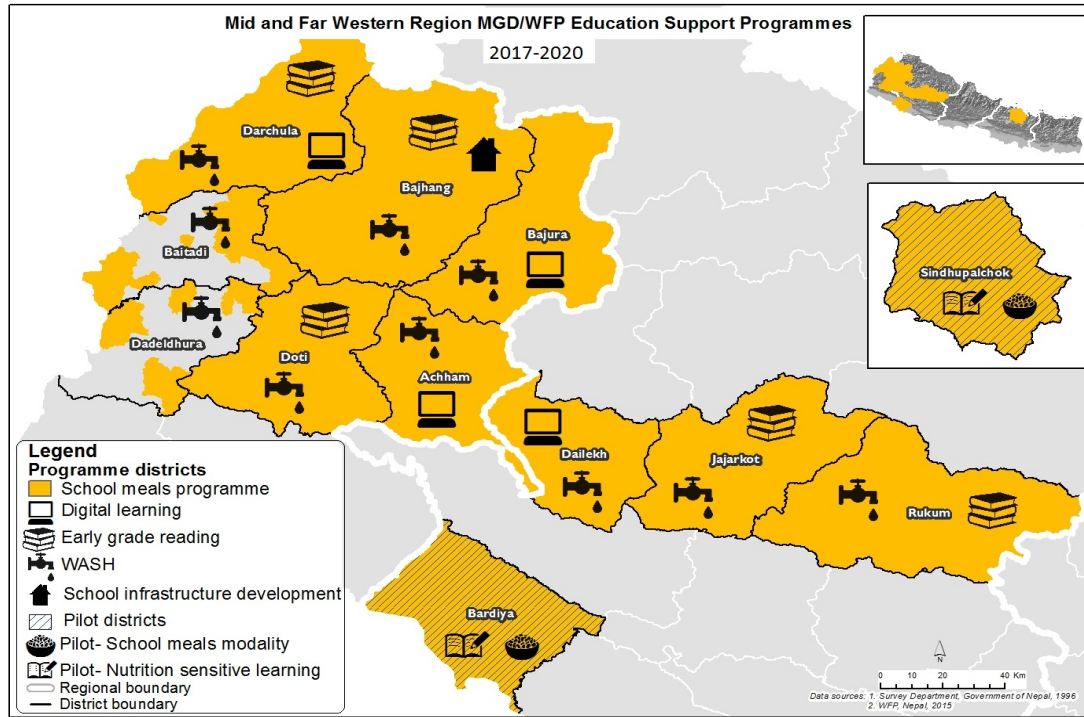 Mid and Far Western Region MGD/WFP Education Support Programmes
2017-2020
Darchula
Bajhang
Baitadi
Bajura
Sindhupalchok
Dadeldhura
Doti
Achham
Dailekh
Jajarkot
Rukum
Bardiya
Legend
Programme districts
School meals programme
Digital learning
Early grade reading
WASH
School infrastructure development
Pilot districts
Pilot- School meals modality
Pilot- Nutrition sensitive learning
Regional boundary
District boundary
N
0 20 40 Km
Data sources: 1. Survey Department, Government of Nepal, 1996
2. WFP, Nepal, 2015